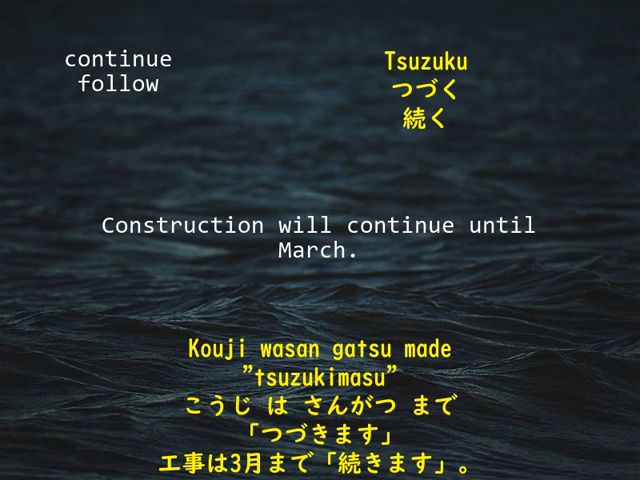 continue
follow
Tsuzuku
つづく
続く
Construction will continue until
March.
Kouji wasan gatsu made
”tsuzukimasu”
こうじ は さんがつ まで
「つづきます」
工事は3月まで「続きます」。